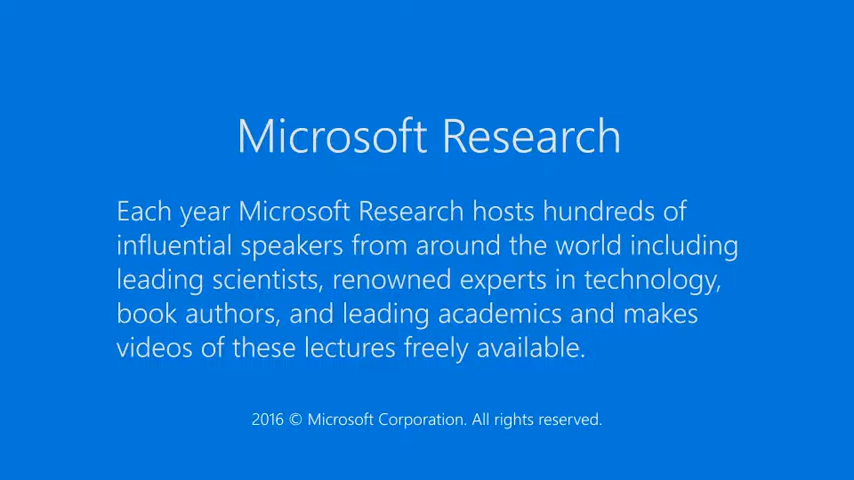 Microsoft Research
Each year Microsoft Research hosts hundreds of
influential speakers from around the world including
leading scientists, renowned experts in technology,
book authors, and leading academics and makes
videos of these lectures freely available.
2016 © Microsoft Corporation. All rights reserved.